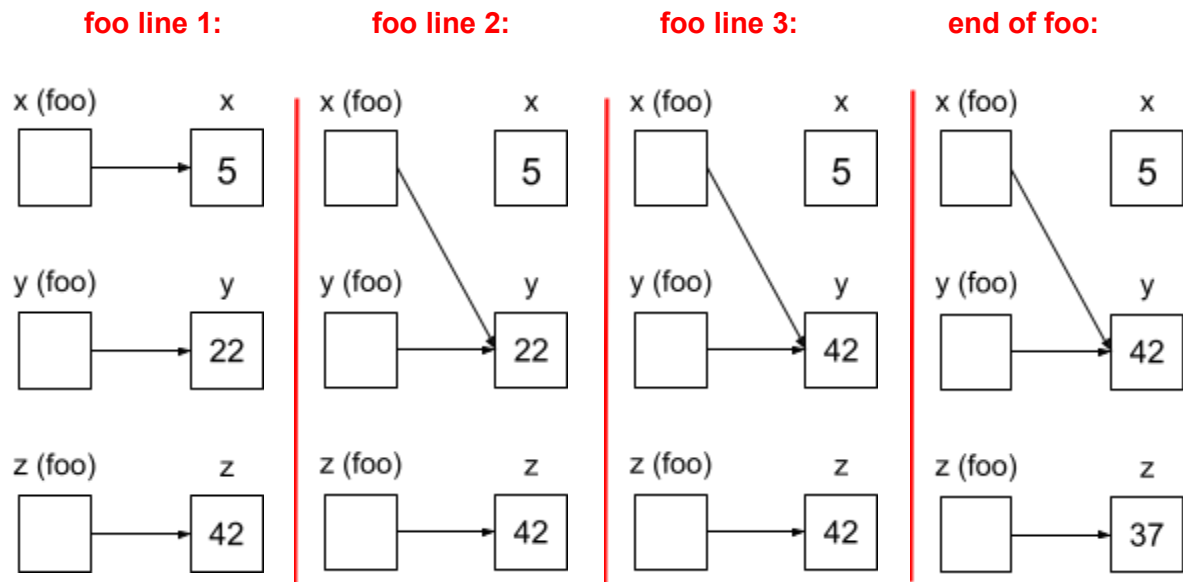 foo line 1: foo line 2: foo line 3: end of foo:
x (foo) x x (foo) x x (foo) x x (foo) x
5 5 5 5
y (foo) y y (foo) y y (foo) y y (foo) y
22 22 42 42
z (foo) z z (foo) z z (foo) z z (foo) z
42 42 42 37